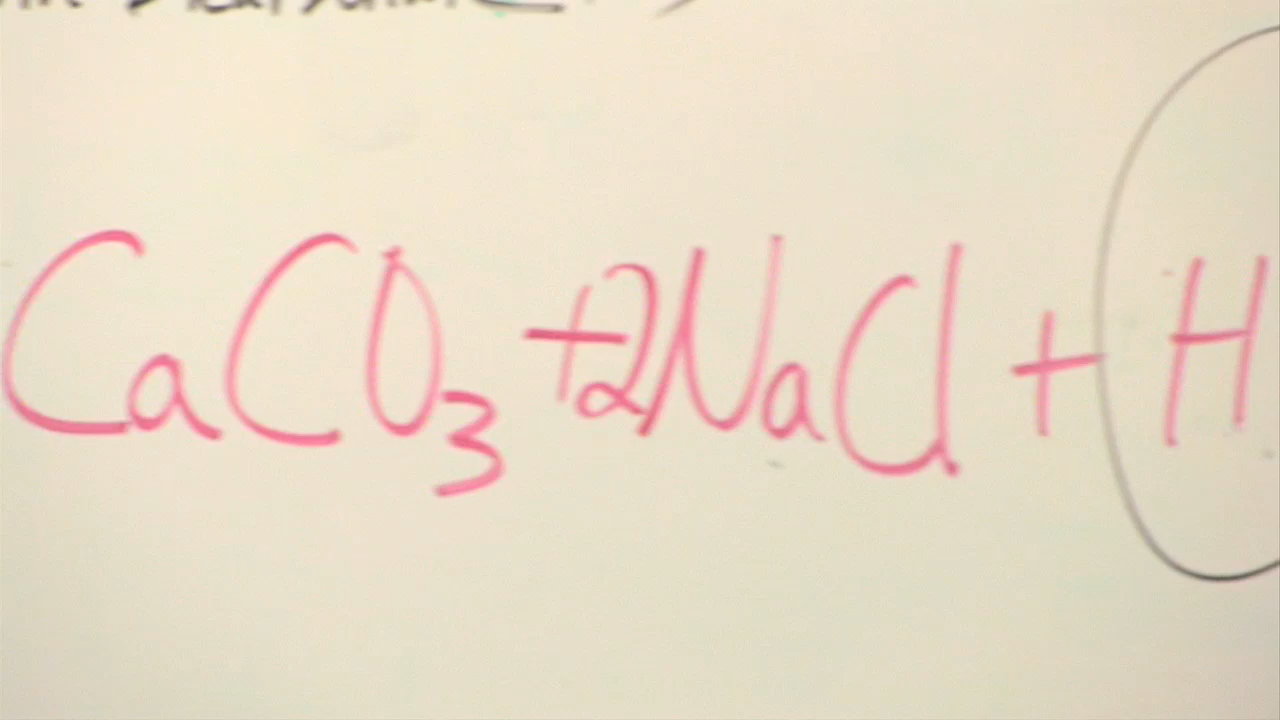 CaCO₃ + 2NaCl + H